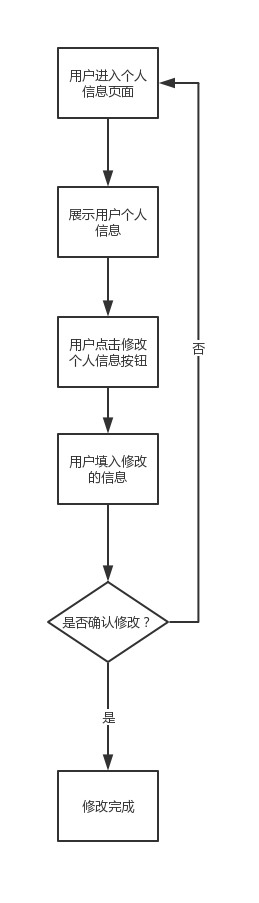 用户进入个人
信息页面
展示用户个人
信息
用户点击修改
个人信息按钮
否
用户填入修改
的信息
是否确认修改？
是
修改完成